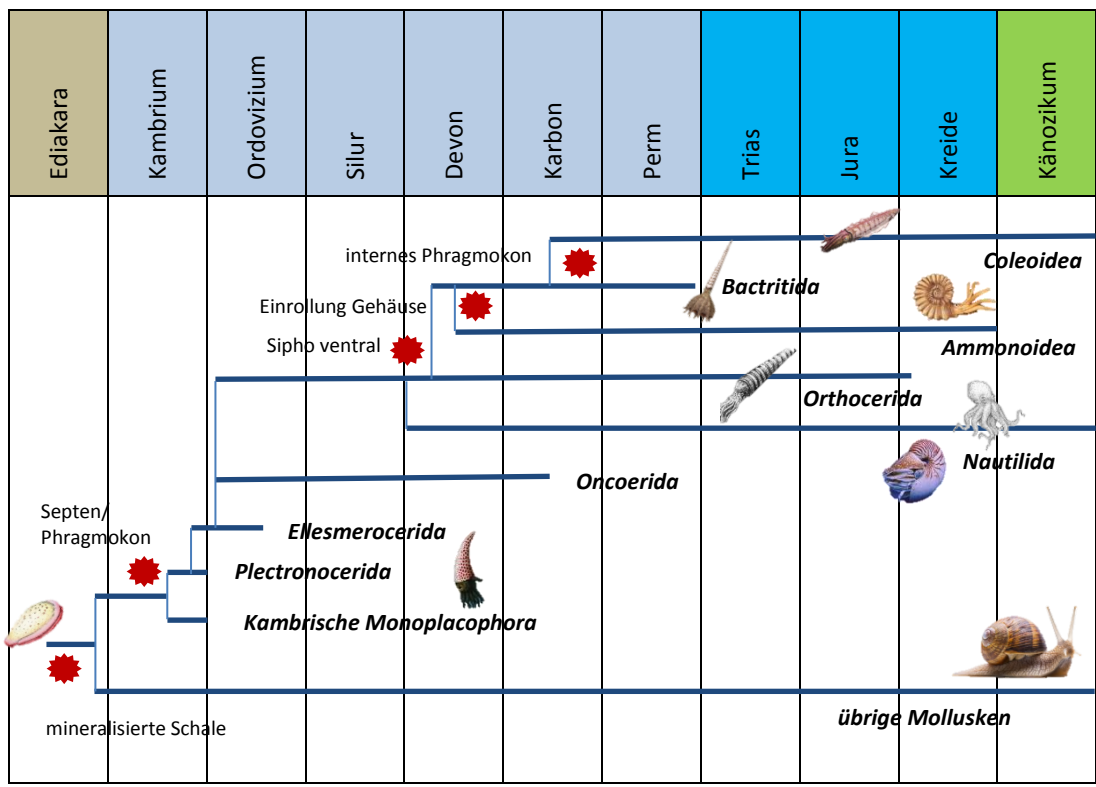 Ediakara
Kambrium
Ordovizium
Silur
Devon
Karbon
Perm
Trias
Jura
Kreide
Känozikum
internes Phragmokon
Coleoidea
Bactritida
Einrollung Gehäuse
Sipho ventral
Ammonoidea
Orthocerida
Nautilida
Oncoerida
Septen/
Phragmokon
Ellesmerocerida
Plectronocerida
Kambrische Monoplacophora
übrige Mollusken
mineralisierte Schale